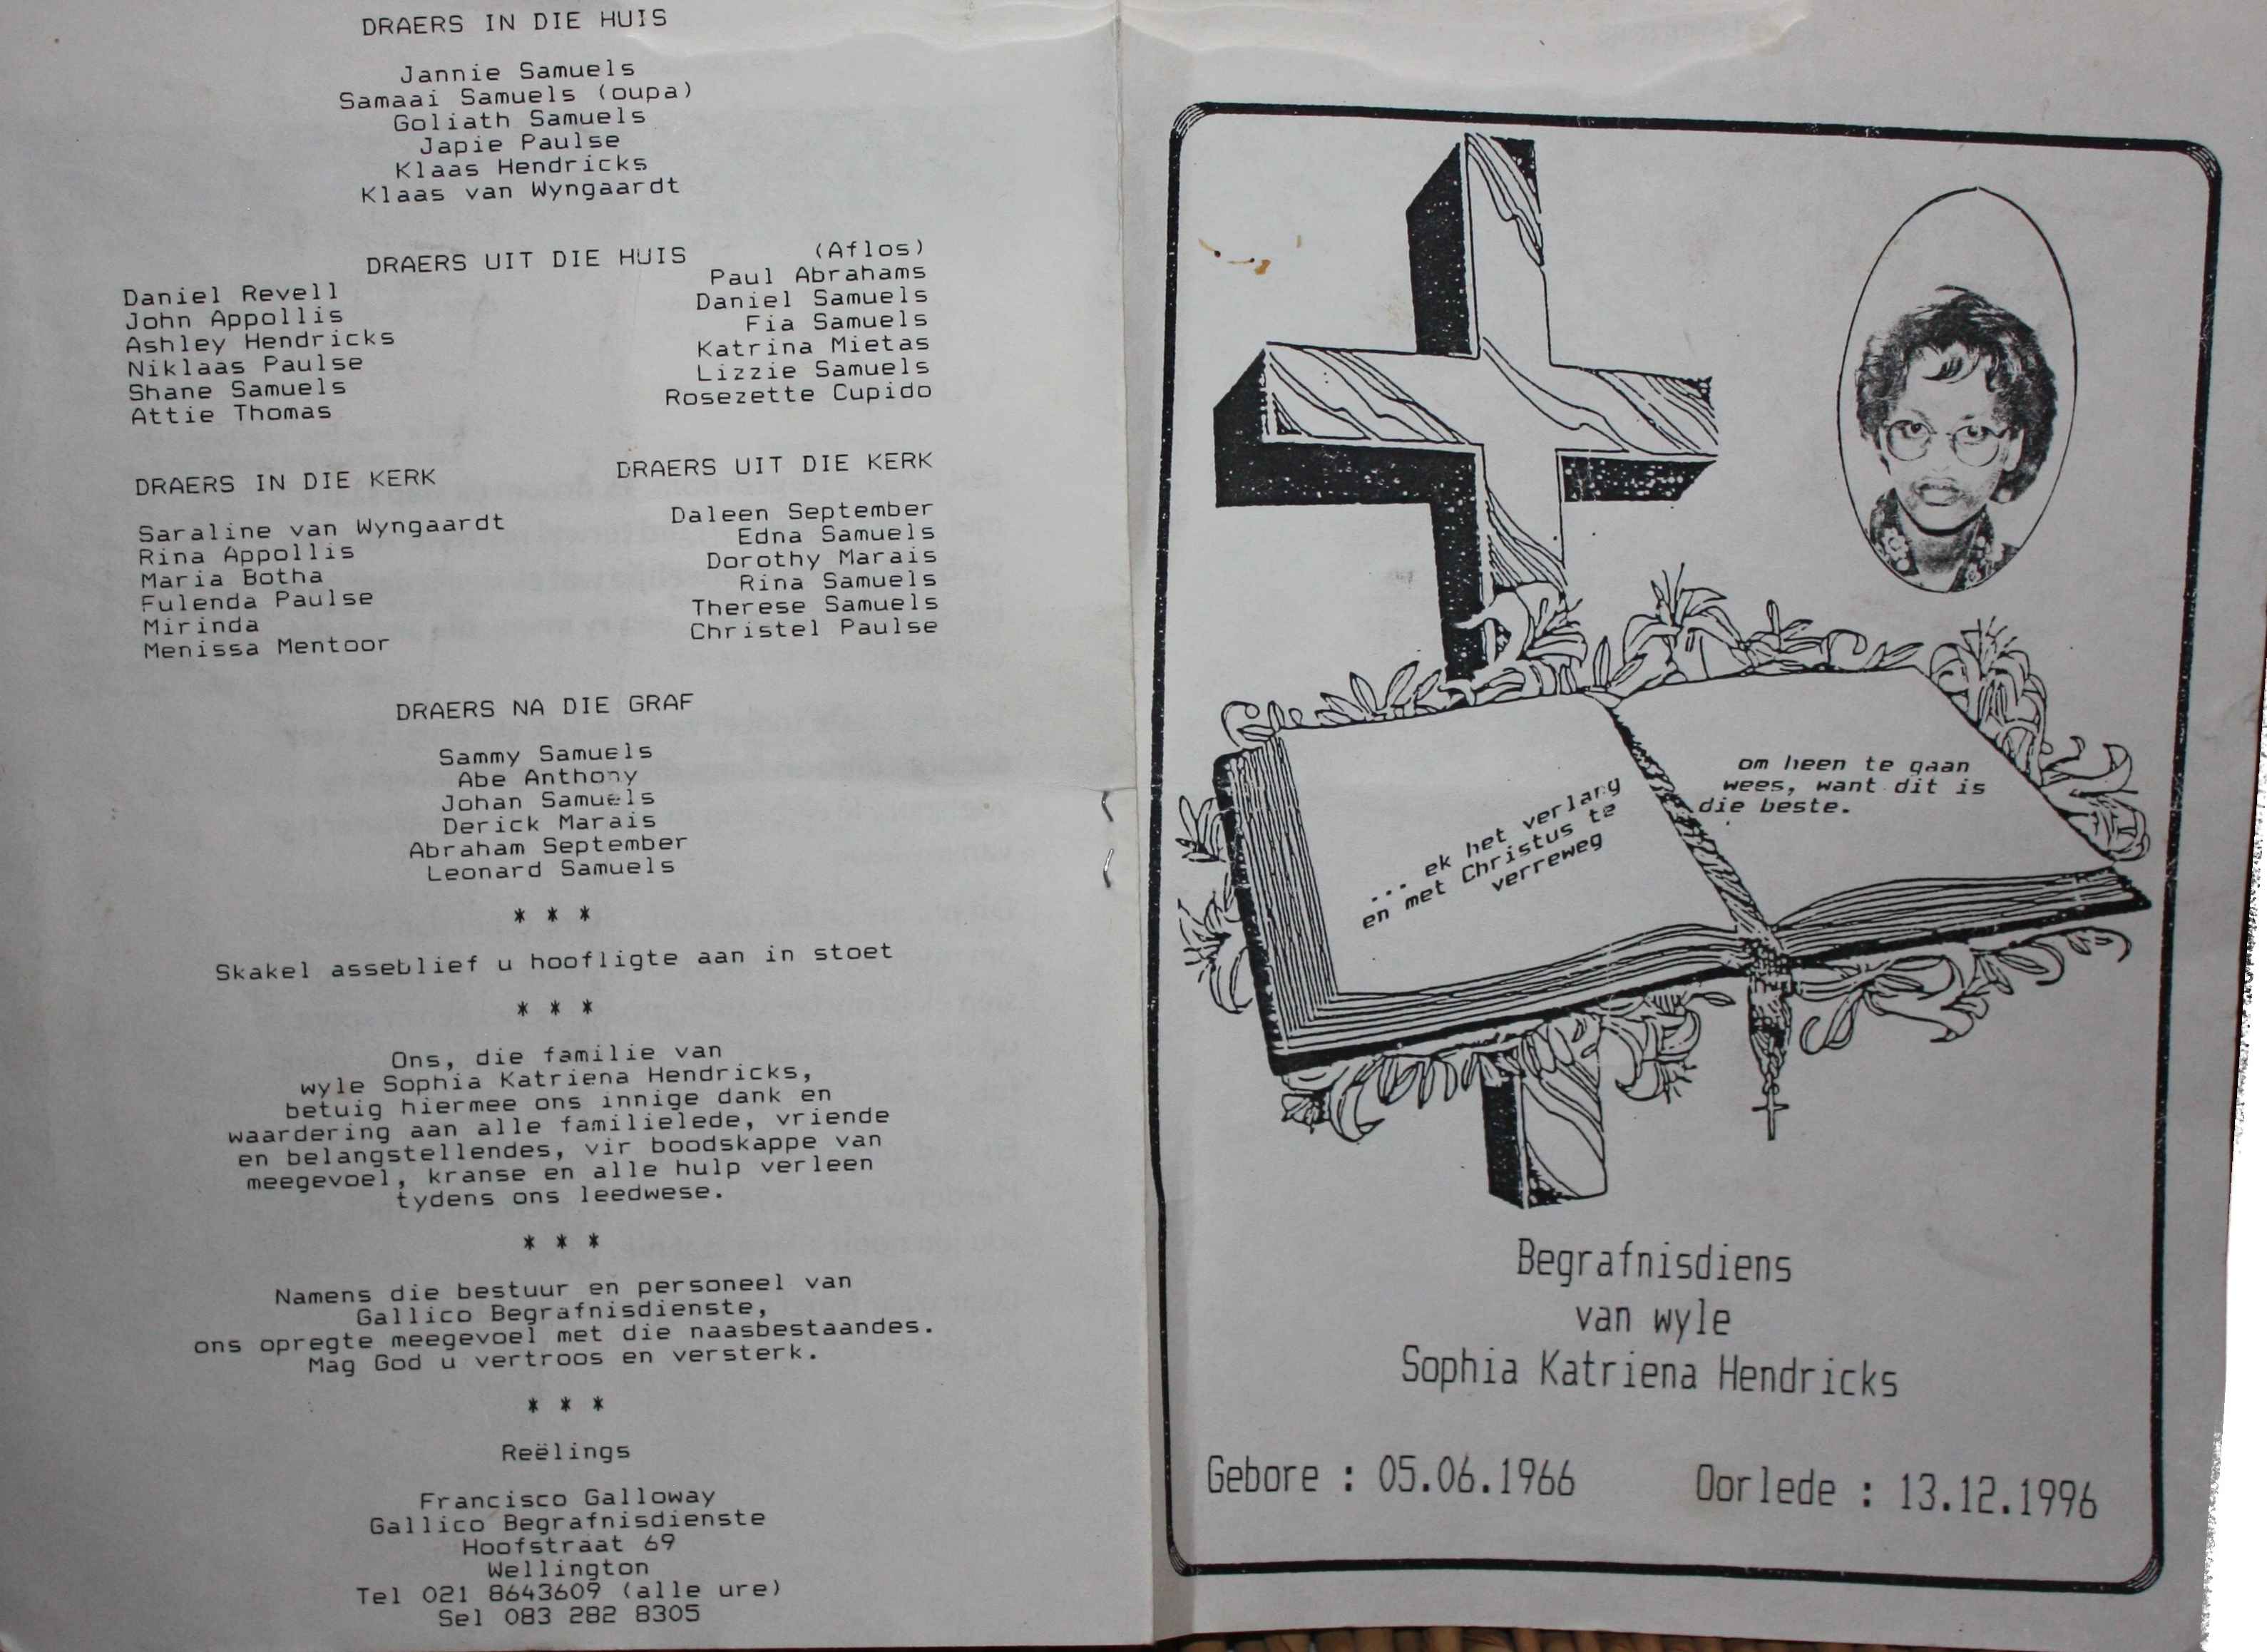 DRAERS IN DIE HUIS
Jannie Samuels
Samaai Samuels (oupa)
Goliath Samuels
Japie Paulse
Klaas Hendricks
Klaas van Wyngaardt
DRAERS UIT DIE HUIS
Daniel Revell
John Appollis
Ashley Hendricks
Niklaas Paulse
Shane Samuels
Attie Thomas
(Aflos)
Paul Abrahams
Daniel Samuels
Fia Samuels
Katrina Mietas
Lizzie Samuels
Rosezette Cupido
DRAERS IN DIE KERK
Saraline van Wyngaardt
Rina Appollis
Maria Botha
Fulenda Paulse
Mirinda
Menissa Mentoor
DRAERS UIT DIE KERK
Daleen September
Edna Samuels
Dorothy Marais
Rina Samuels
Therese Samuels
Christel Paulse
DRAERS NA DIE GRAF
Sammy Samuels
Abe Anthony
Johan Samuels
Derick Marais
Abraham September
Leonard Samuels
* * *
Skakel asseblief u hoofligte aan in stoet
* * *
Ons, die familie van
wyle Sophia Katriena Hendricks,
betuig hiermee ons innige dank en
waardering aan alle familielede, vriende
en belangstellendes, vir boodskappe van
meegevoel, kranse en alle hulp verleen
tydens ons leedwese.
* * *
Namens die bestuur en personeel van
Gallico Begrafnisdienste,
ons opregte meegevoel met die naasbestaandes.
Mag God u vertroos en versterk.
* * *
Reëlings
Francisco Galloway
Gallico Begrafnisdienste
Hoofstraat 69
Wellington
Tel 021 8643609 (alle ure)
Sel 083 282 8305
... ek het verlang
en met Christus te
verreweg
om heen te gaan
wees, want dit is
die beste.
Begrafnisdiens
van wyle
Sophia Katriena Hendricks
Gebore : 05.06.1966
Oorlede : 13.12.1996